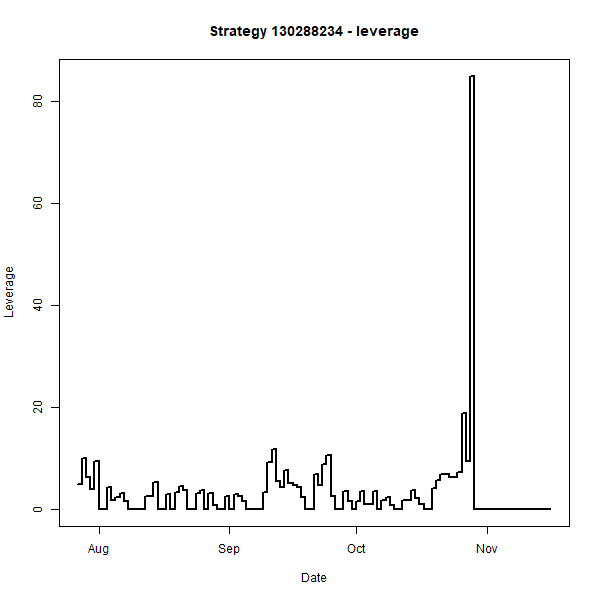 Strategy 130288234 - leverage
80
60
40
20
0
Leverage
Aug
Sep
Oct
Nov
Date